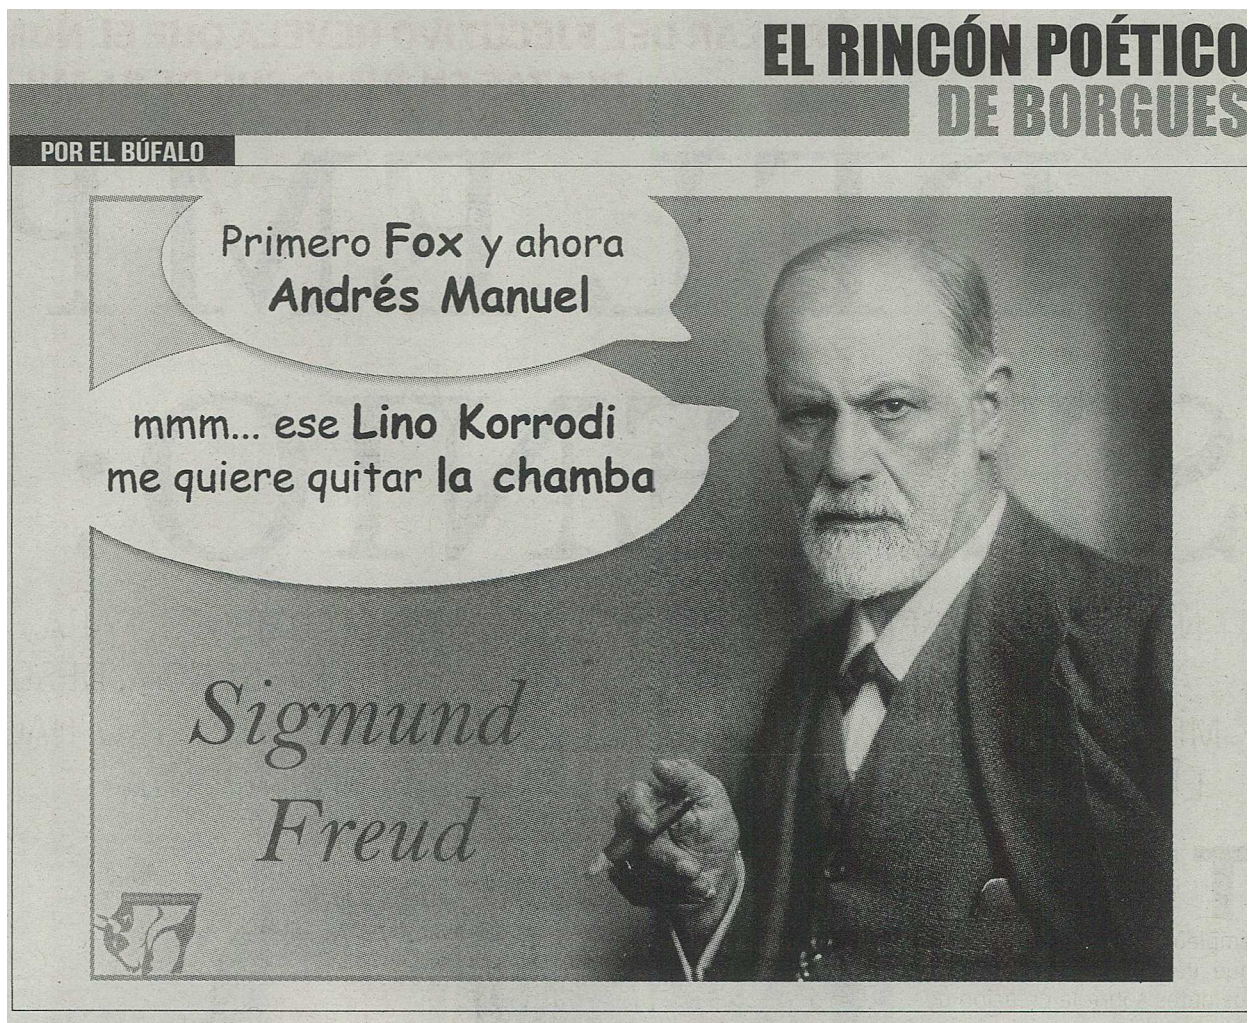 EL RINCÓN POÉTICO
DE BORGUES
POR EL BÚFALO
Primero Fox y ahora
Andrés Manuel
mmm... ese Lino Korrodi
me quiere quitar la chamba
Sigmund
Freud